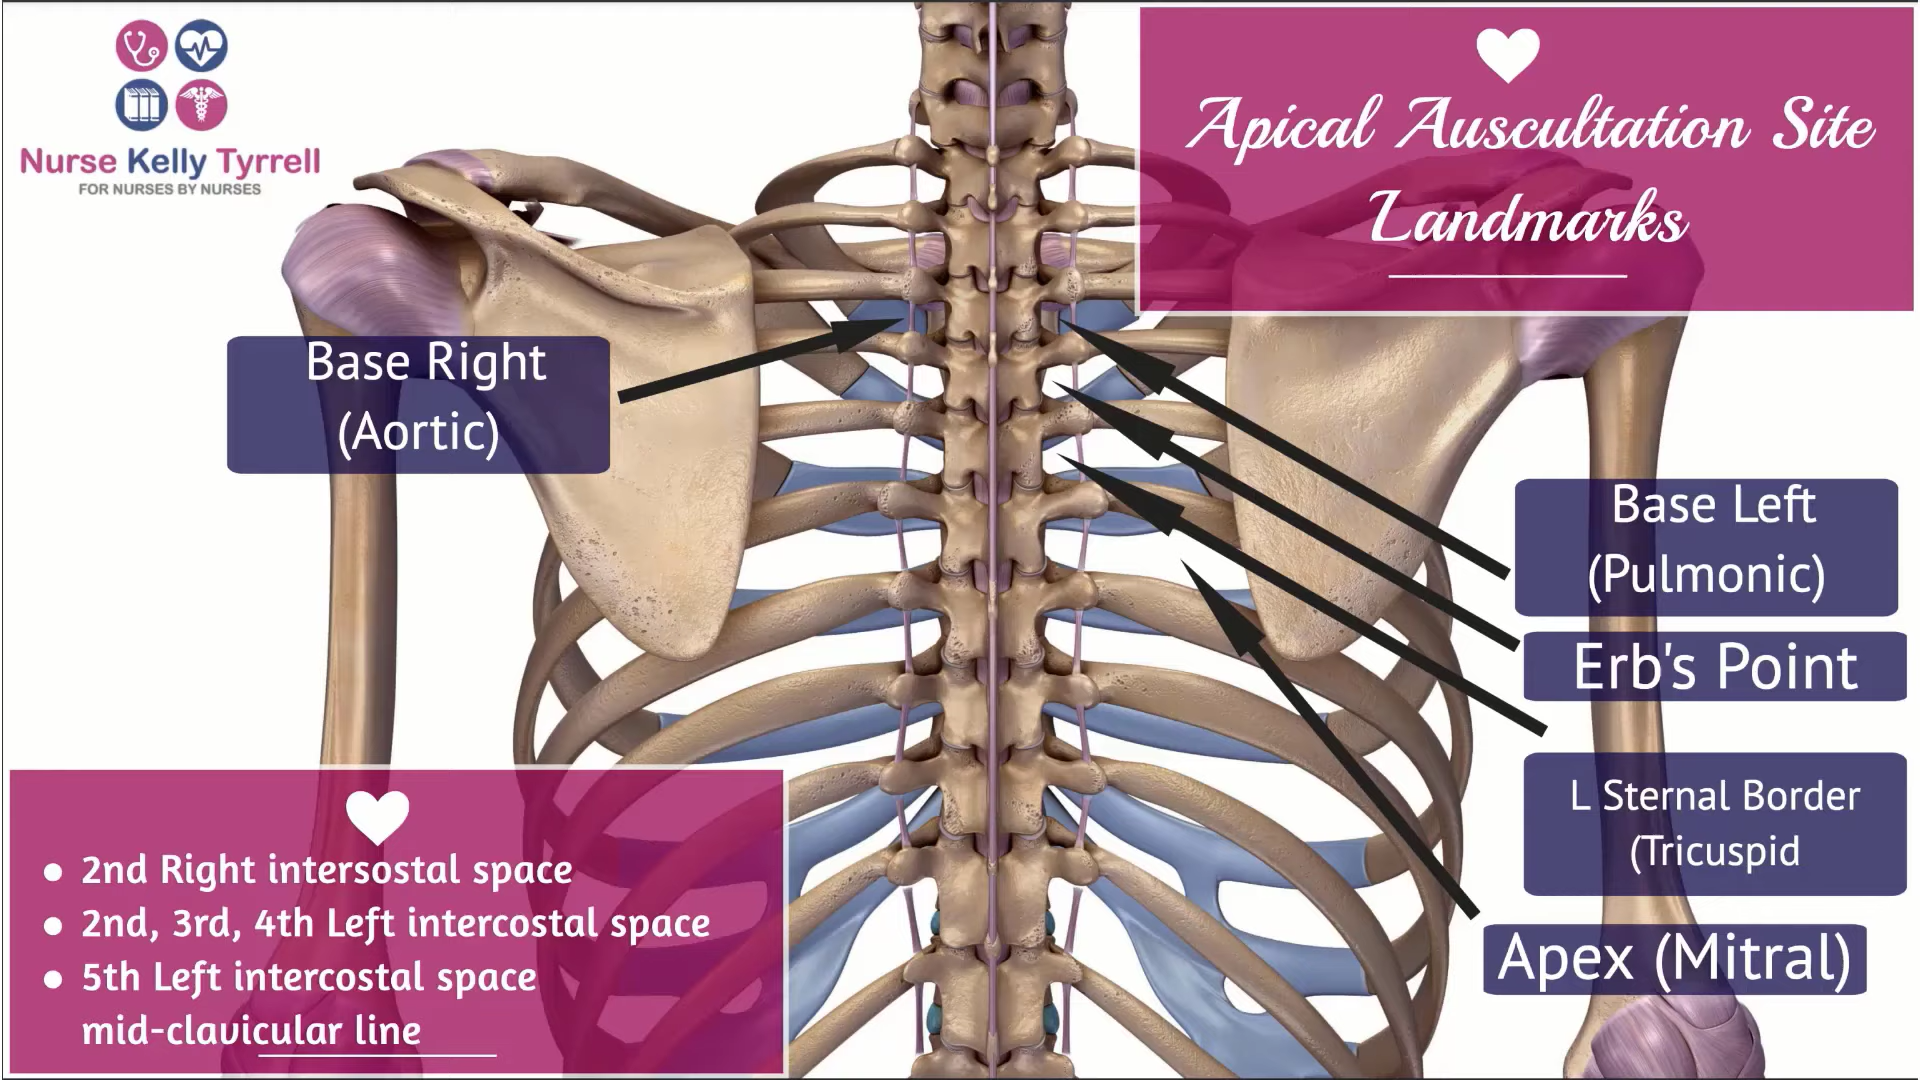 Nurse Kelly Tyrrell
FOR NURSES BY NURSES
Apical Auscultation Site
Landmarks
Base Right
(Aortic)
Base Left
(Pulmonic)
Erb's Point
L Sternal Border
(Tricuspid
Apex (Mitral)
• 2nd Right intersostal space
• 2nd, 3rd, 4th Left intercostal space
• 5th Left intercostal space
mid-clavicular line